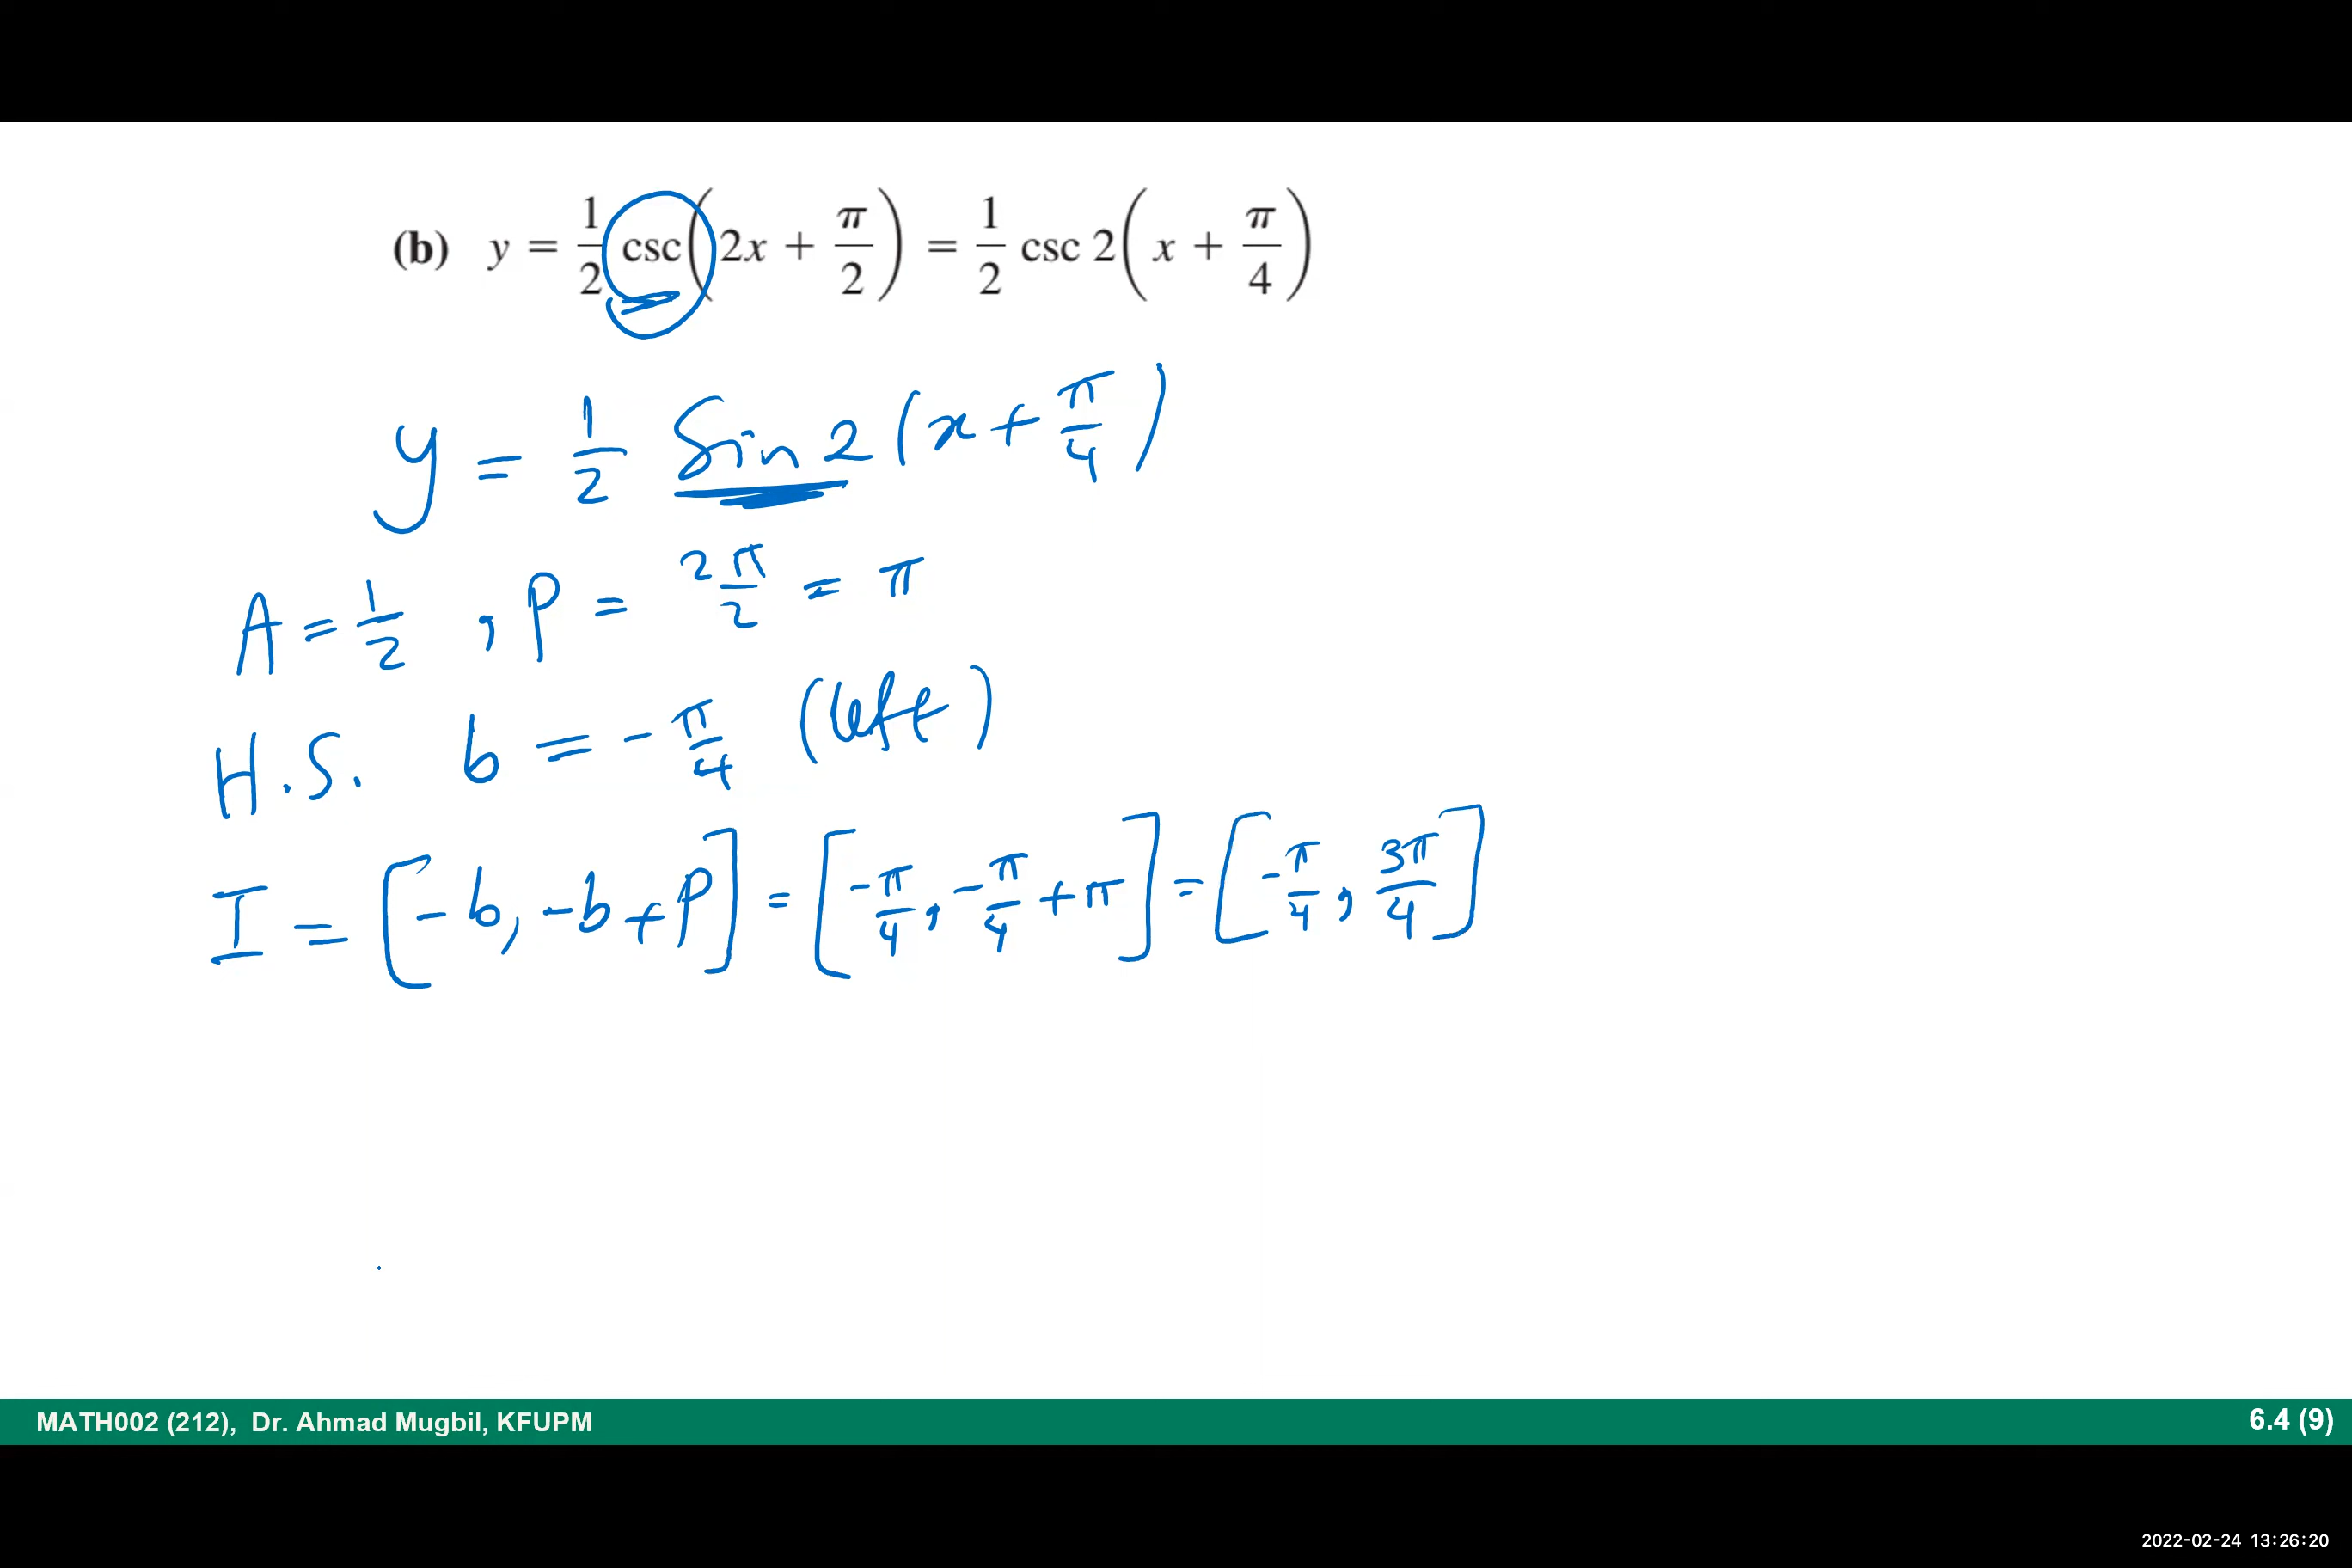 (b) y = 1/2 csc(2x + π/2) = 1/2 csc 2(x + π/4)
y = 1/2 Sin 2(x + π/4)
A = 1/2 , P = 2π/2 = π
H.S. b = -π/4 (left)
I = [-b, -b+P] = [-π/4, -π/4 + π] = [-π/4, 3π/4]
MATH002 (212), Dr. Ahmad Mugbil, KFUPM
6.4 (9)
2022-02-24 13:26:20